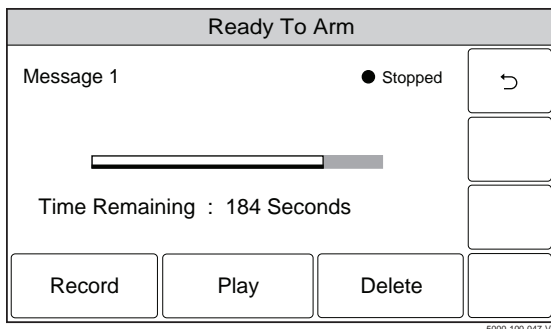 Ready To Arm
Message 1
Stopped
Time Remaining : 184 Seconds
Record
Play
Delete